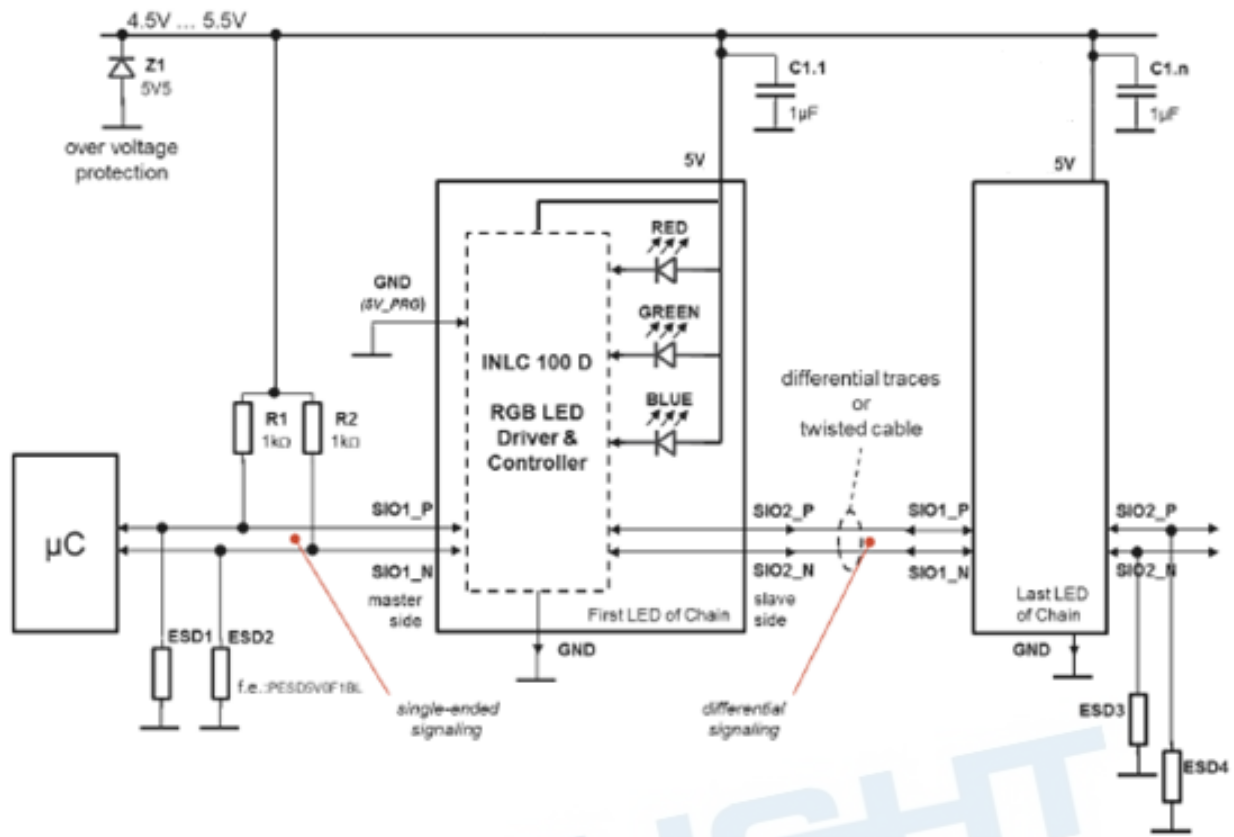 4.5V ... 5.5V
Z1
5V5
over voltage
protection
C1.1
1µF
C1.n
1µF
5V
5V
RED
GND
(5V_PRG)
GREEN
INLC 100 D
BLUE
RGB LED
Driver &
Controller
differential traces
or
twisted cable
R1
1kΩ
R2
1kΩ
µC
SIO1_P
SIO2_P
SIO1_P
SIO2_P
SIO1_N
SIO2_N
SIO1_N
SIO2_N
master
side
First LED of Chain
slave
side
Last LED
of Chain
ESD1
ESD2
GND
GND
f.e.:PESD5V0F1BL
single-ended
signaling
differential
signaling
ESD3
ESD4